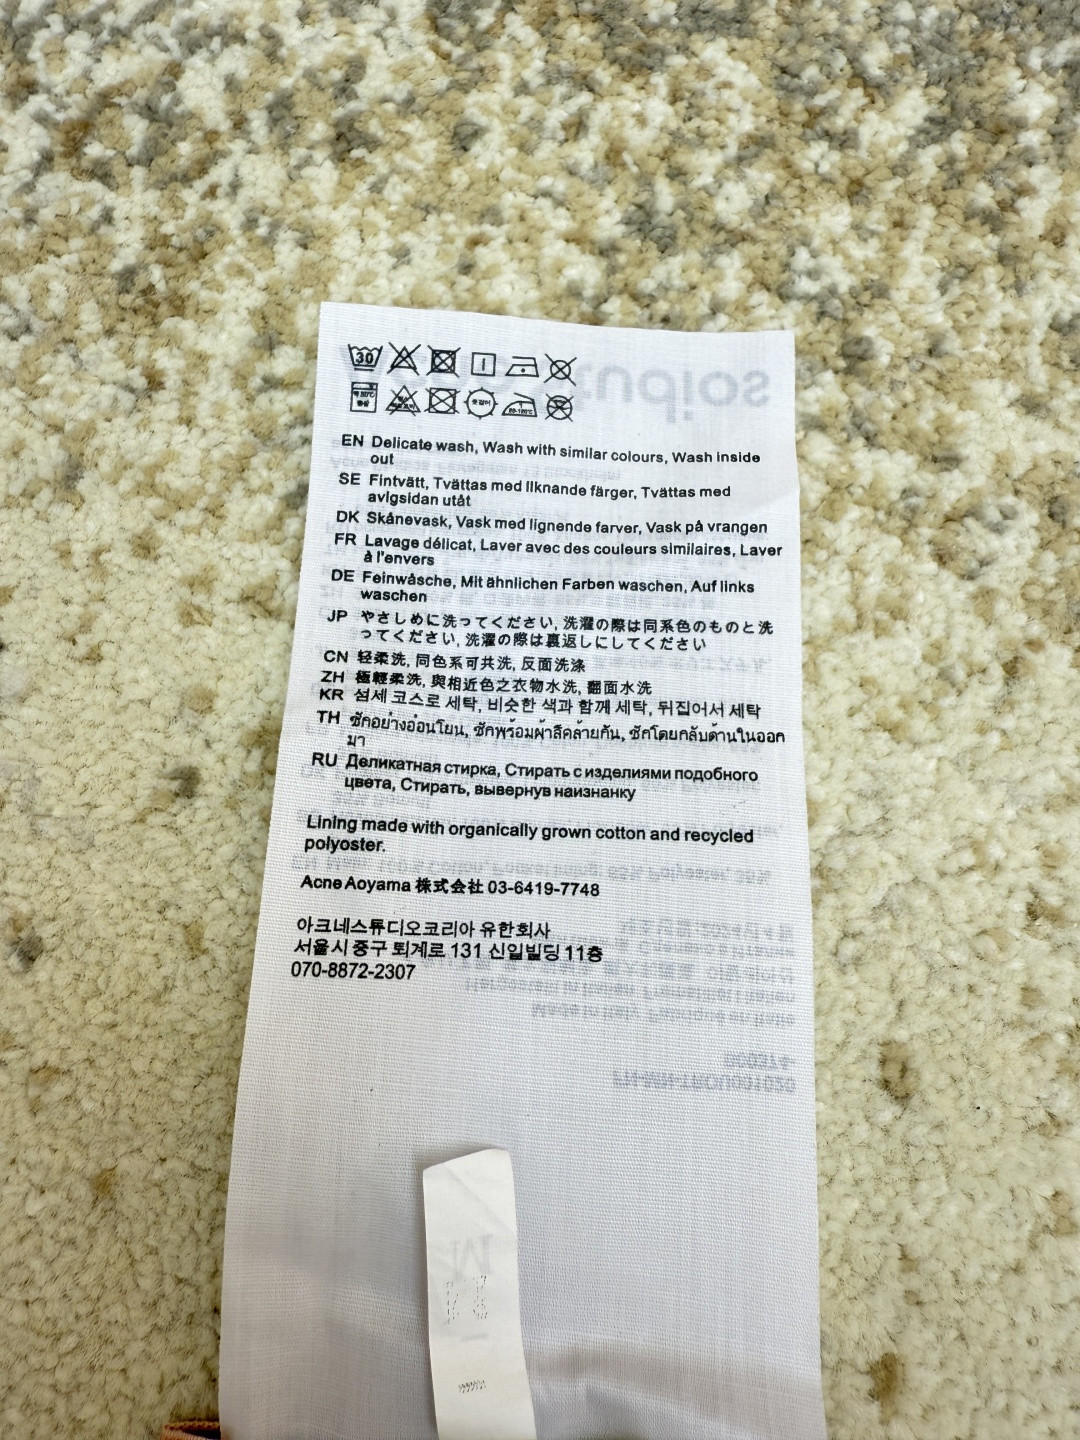 30
EN Delicate wash, Wash with similar colours, Wash inside
out
SE Fintvätt, Tvättas med liknande färger, Tvättas med
avigsidan utåt
DK Skånevask, Vask med lignende farver, Vask på vrangen
FR Lavage délicat, Laver avec des couleurs similaires, Laver
à l'envers
DE Feinwåsche, Mit ähnlichen Farben waschen, Auf links
waschen
JP やさしめに洗ってください, 洗濯の際は同系色のものと洗
ってください, 洗濯の際は裏返しにしてください
CN 轻柔洗, 同色系可共洗, 反面洗涤
ZH 極輕柔洗, 與相近色之衣物水洗, 翻面水洗
KR 섬세 코스로 세탁, 비슷한 색과 함께 세탁, 뒤집어서 세탁
TH ซักอย่างอ่อนโยน, ซักพร้อมผ้าสีคล้ายกัน, ซักโดยกลับด้านในออก
มา
RU Деликатная стирка, Стирать с изделиями подобного
цвета, Стирать, вывернув наизнанку
Lining made with organically grown cotton and recycled
polyoster.
Acne Aoyama 株式会社 03-6419-7748
아크네스튜디오코리아 유한회사
서울시 중구 퇴계로 131 신일빌딩 11층
070-8872-2307